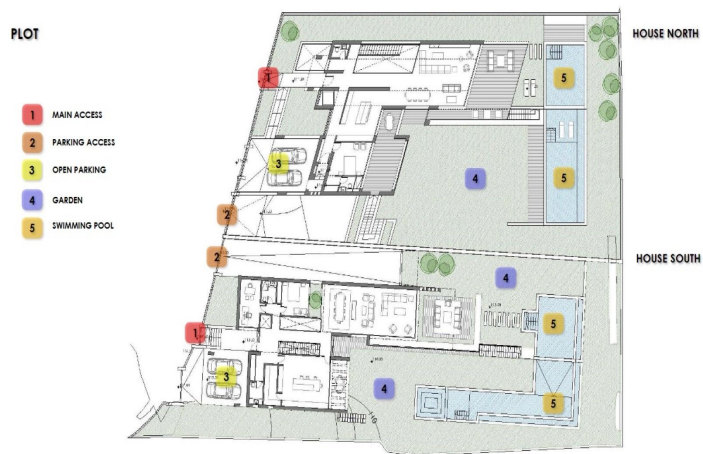 PLOT
HOUSE NORTH
1 MAIN ACCESS
2 PARKING ACCESS
3 OPEN PARKING
4 GARDEN
5 SWIMMING POOL
1
5
3
4
5
2
2
HOUSE SOUTH
4
5
1
3
4
5